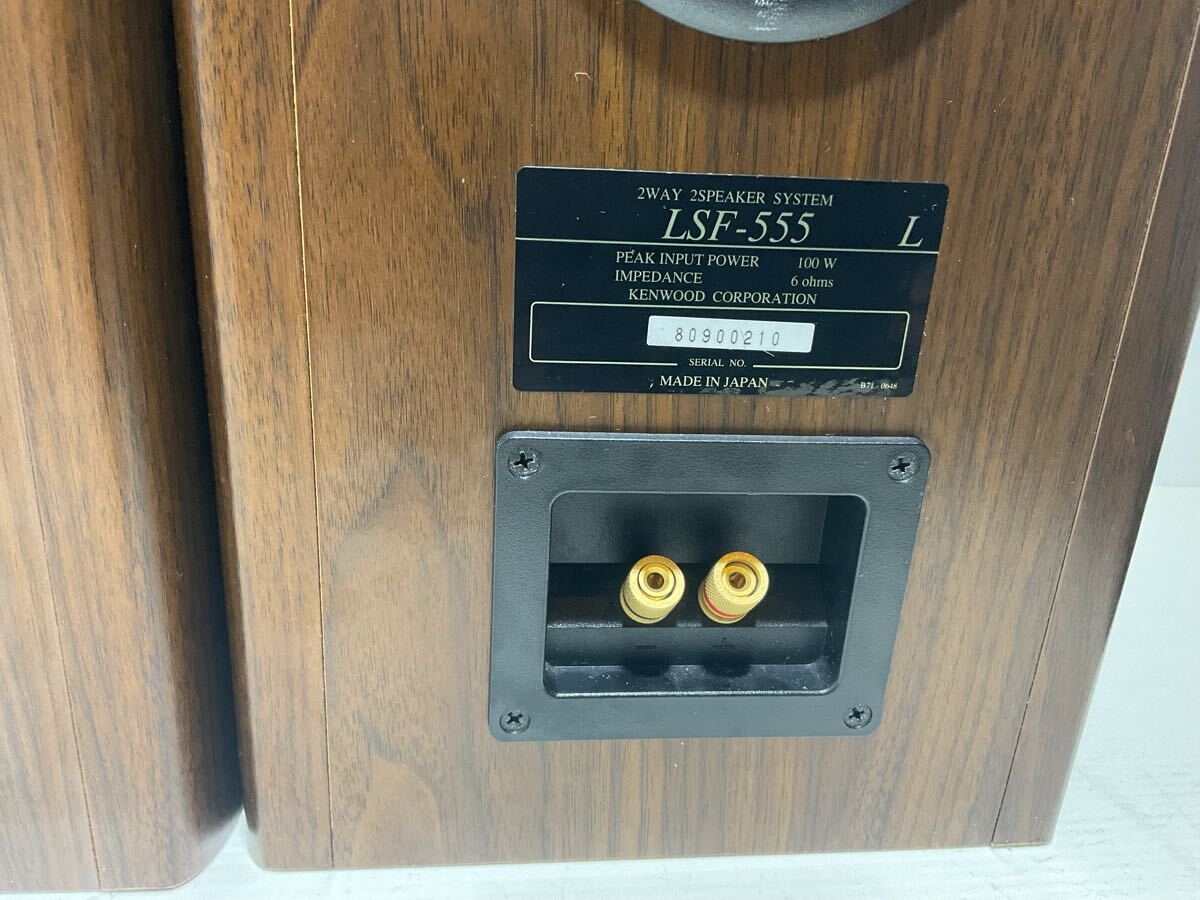 2WAY 2SPEAKER SYSTEM
LSF-555 L
PEAK INPUT POWER 100 W
IMPEDANCE 6 ohms
KENWOOD CORPORATION
80900210
SERIAL NO.
MADE IN JAPAN B71-0648
- +